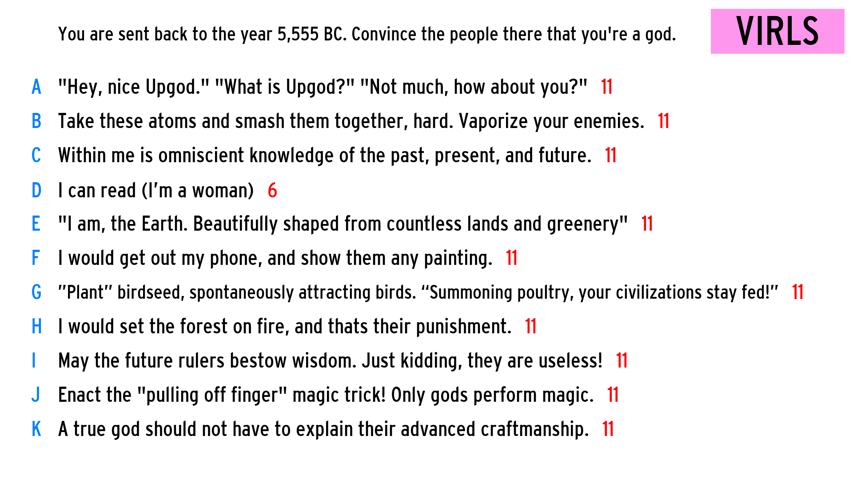 You are sent back to the year 5,555 BC. Convince the people there that you're a god.
VIRLS
A "Hey, nice Upgod." "What is Upgod?" "Not much, how about you?" 11
B Take these atoms and smash them together, hard. Vaporize your enemies. 11
C Within me is omniscient knowledge of the past, present, and future. 11
D I can read (I’m a woman) 6
E "I am, the Earth. Beautifully shaped from countless lands and greenery" 11
F I would get out my phone, and show them any painting. 11
G ”Plant” birdseed, spontaneously attracting birds. “Summoning poultry, your civilizations stay fed!” 11
H I would set the forest on fire, and thats their punishment. 11
I May the future rulers bestow wisdom. Just kidding, they are useless! 11
J Enact the "pulling off finger" magic trick! Only gods perform magic. 11
K A true god should not have to explain their advanced craftmanship. 11